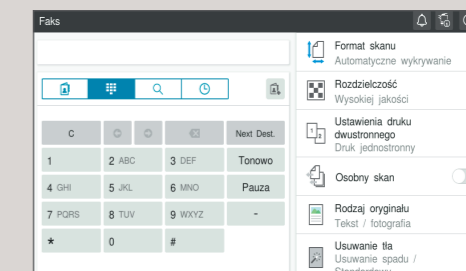 Faks
Format skanu
Automatyczne wykrywanie
Rozdzielczość
Wysokiej jakości
Ustawienia druku
dwustronnego
Druk jednostronny
Osobny skan
Rodzaj oryginału
Tekst / fotografia
Usuwanie tła
Usuwanie spadu /
Standardowy
C
Next Dest.
1
2 ABC
3 DEF
Tonowo
4 GHI
5 JKL
6 MNO
Pauza
7 PQRS
8 TUV
9 WXYZ
-
*
0
#